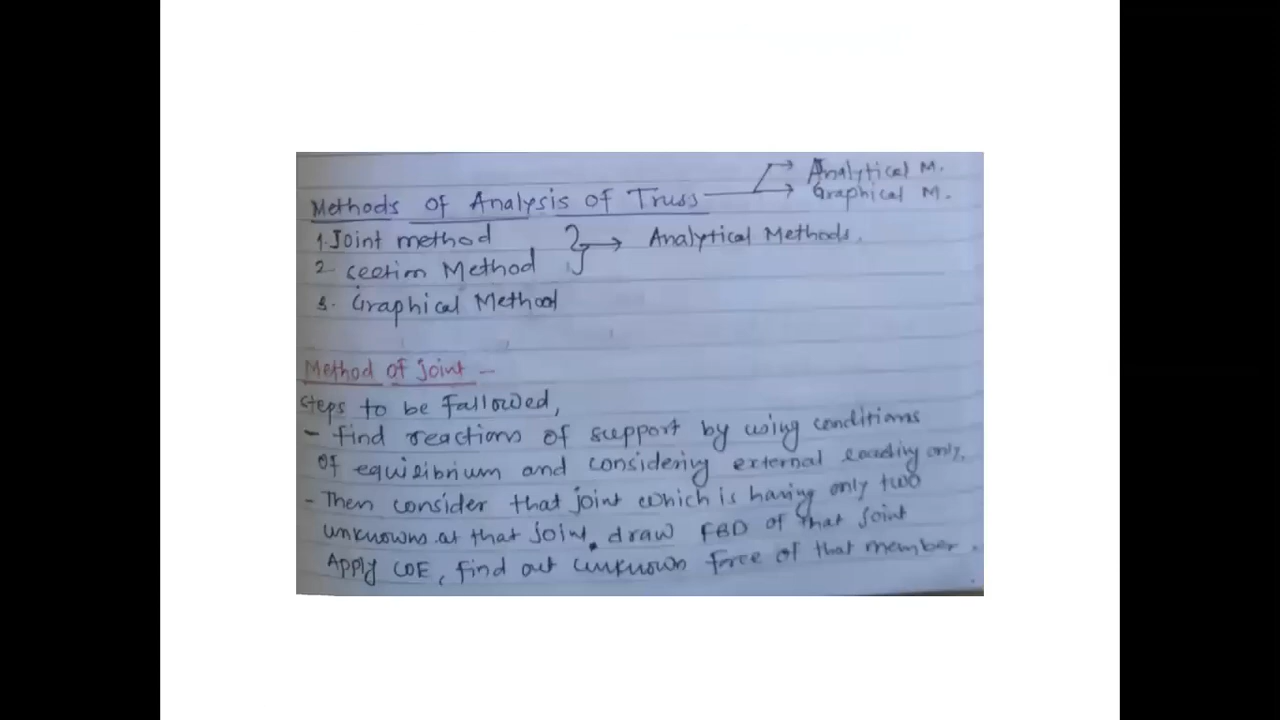 Analytical M.
Methods of Analysis of Truss
Graphical M.
1. Joint method
Analytical Methods.
2. section Method
3. Graphical Method
Method of Joint -
steps to be fallowed,
- find reactions of support by using conditions
of equilibrium and considering external loading only.
- Then consider that joint which is having only two
unknowns at that joint. draw FBD of that joint
Apply COE, find out unknown force of that member.